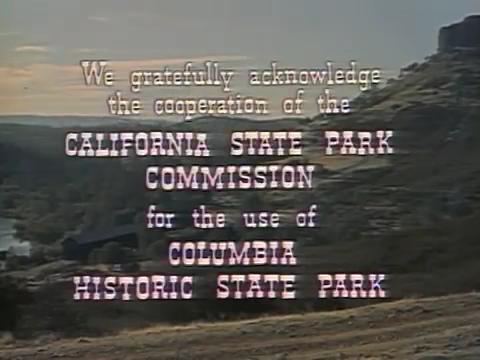 We gratefully acknowledge
the cooperation of the
CALIFORNIA STATE PARK
COMMISSION
for the use of
COLUMBIA
HISTORIC STATE PARK